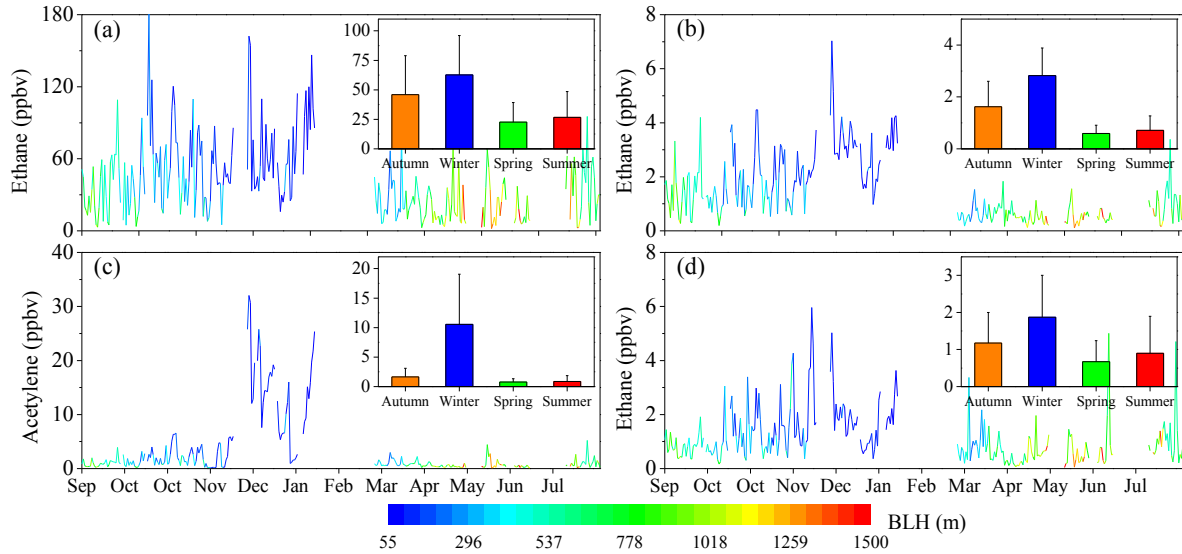 (a)
Ethane (ppbv)
180
120
60
0
100
75
50
25
0
Autumn Winter Spring Summer
(b)
Ethane (ppbv)
8
6
4
2
0
4
2
0
Autumn Winter Spring Summer
(c)
Acetylene (ppbv)
40
30
20
10
0
20
15
10
5
0
Autumn Winter Spring Summer
Sep Oct Oct Nov Dec Jan Feb Mar Apr May Jun Jul
(d)
Ethane (ppbv)
8
6
4
2
0
3
2
1
0
Autumn Winter Spring Summer
Sep Oct Oct Nov Dec Jan Feb Mar Apr May Jun Jul
BLH (m)
55 296 537 778 1018 1259 1500